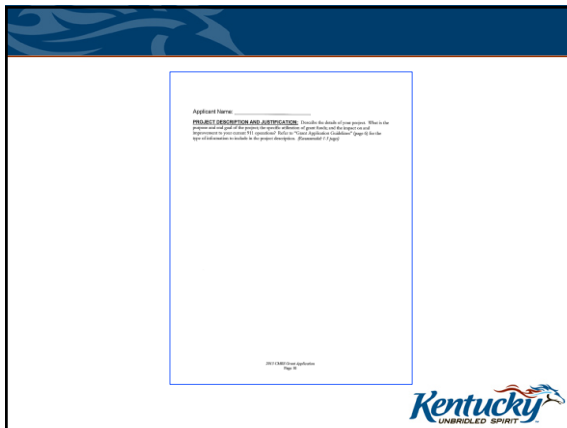 Applicant Name: ____________________
PROJECT DESCRIPTION AND JUSTIFICATION: Describe the details of your project. What is the
purpose and end goal of the project; the specific utilization of grant funds; and the impact on and
improvement to your current 911 operations? Refer to "Grant Application Guidelines" (page 6) for the
type of information to include in the project description. (Recommended 1-3 pages)
Grant Application
Page
Kentucky
UNBRIDLED SPIRIT